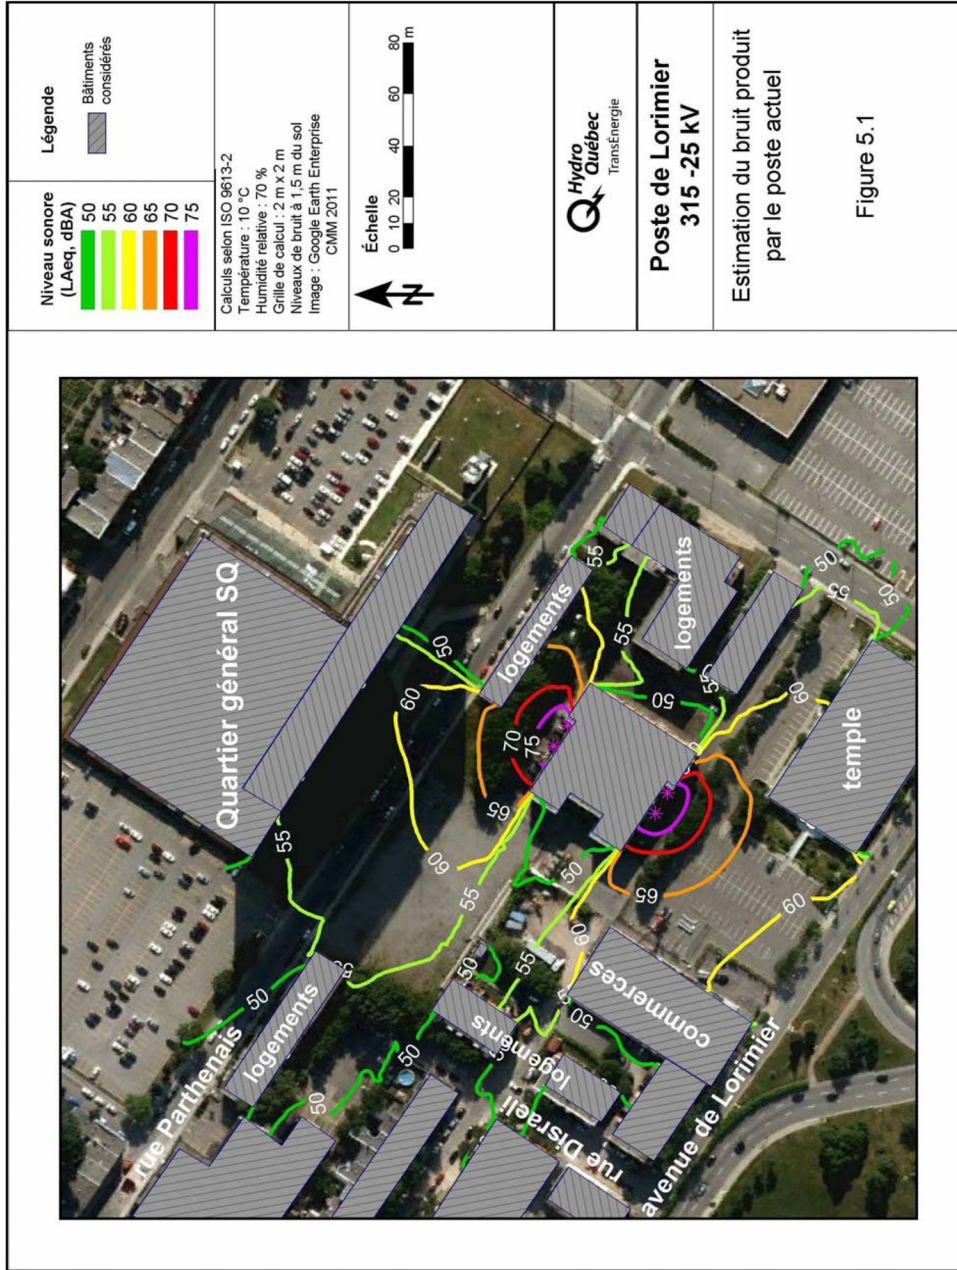 Légende
Bâtiments
considérés
Niveau sonore
(LAeq, dBA)
50
55
60
65
70
75
Calculs selon ISO 9613-2
Température : 10 °C
Humidité relative : 70 %
Grille de calcul : 2 m x 2 m
Niveaux de bruit à 1,5 m du sol
Image : Google Earth Enterprise
CMM 2011
Échelle
0 10 20 40 60 80
m
N
Hydro
Québec
TransÉnergie
Poste de Lorimier
315 -25 kV
Estimation du bruit produit
par le poste actuel
Figure 5.1
Quartier général SQ
logements
logements
temple
rue Parthenais
logements
logements
logements
commerces
rue Disraeli
avenue de Lorimier
50
55
60
60
65
70
75
55
55
50
55
50
50
55
60
65
60
60
50
55
50
55
50
50
50
50
50
55